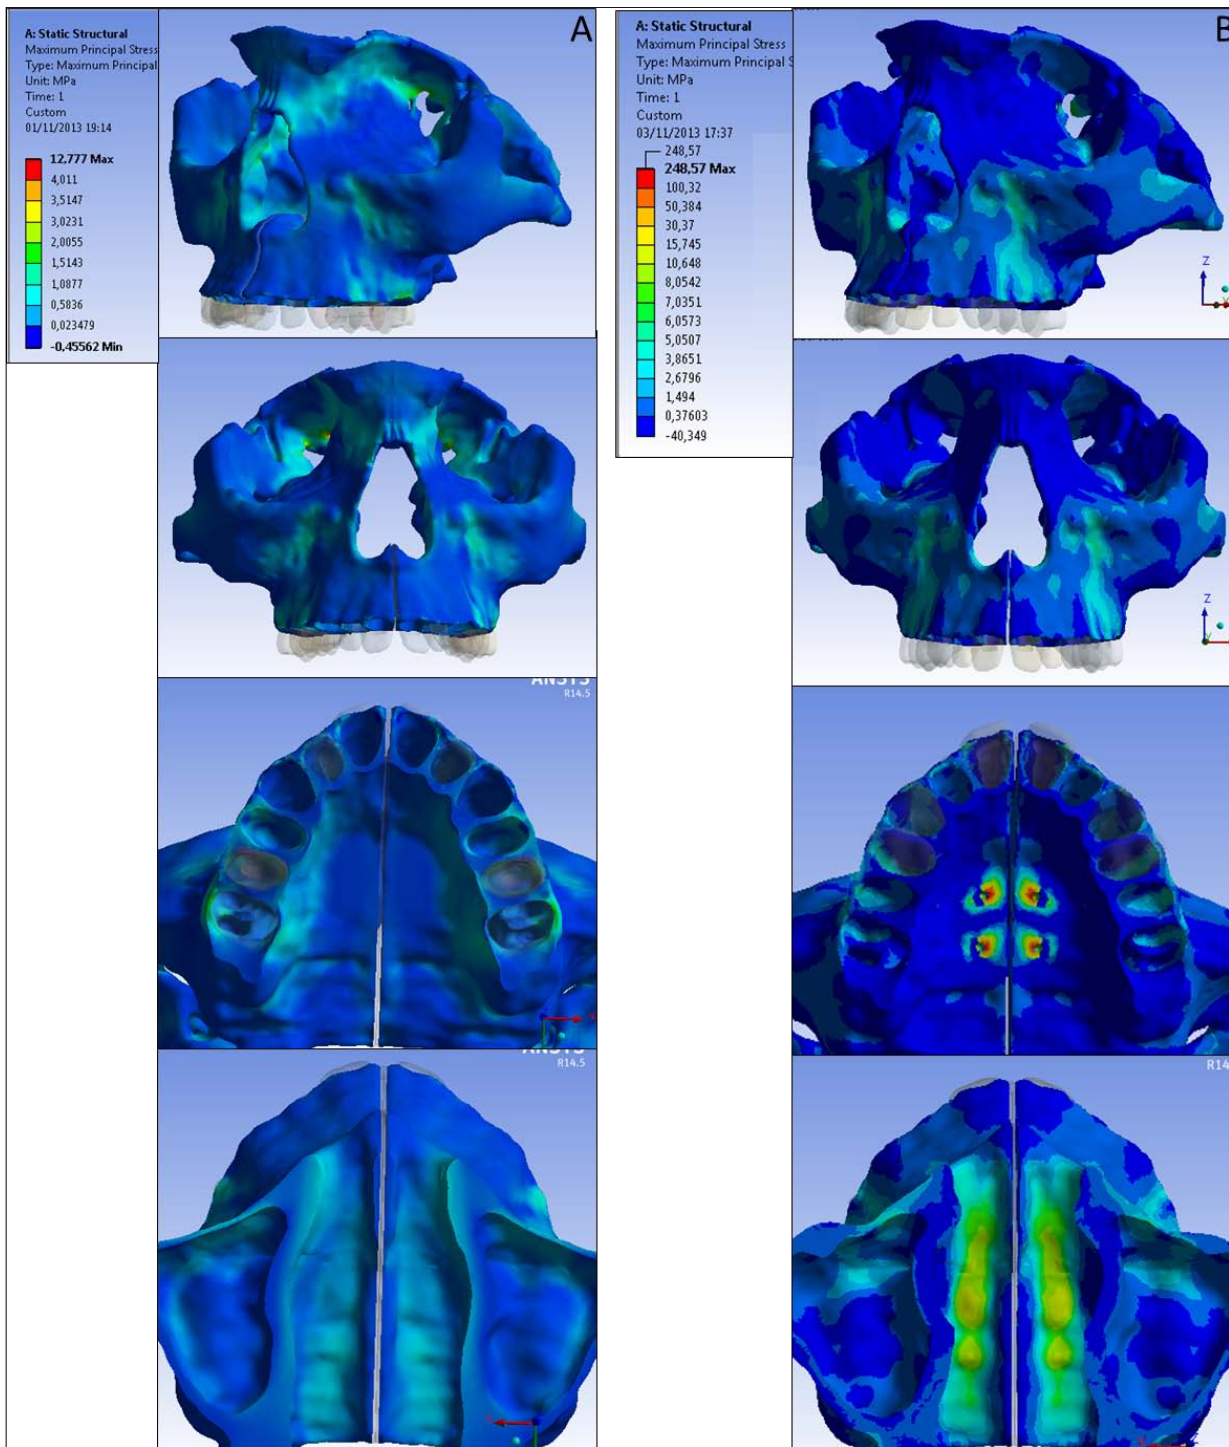 A: Static Structural
Maximum Principal Stress
Type: Maximum Principal
Unit: MPa
Time: 1
Custom
01/11/2013 19:14
12,777 Max
4,011
3,5147
3,0231
2,0055
1,5143
1,0877
0,5836
0,023479
-0,45562 Min
A
A: Static Structural
Maximum Principal Stress
Type: Maximum Principal S
Unit: MPa
Time: 1
Custom
03/11/2013 17:37
248,57
248,57 Max
100,32
50,384
30,37
15,745
10,648
8,0542
7,0351
6,0573
5,0507
3,8651
2,6796
1,494
0,37603
-40,349
B
Z
Z
ANSYS
R14.5
X
ANSYS
R14.5
R14